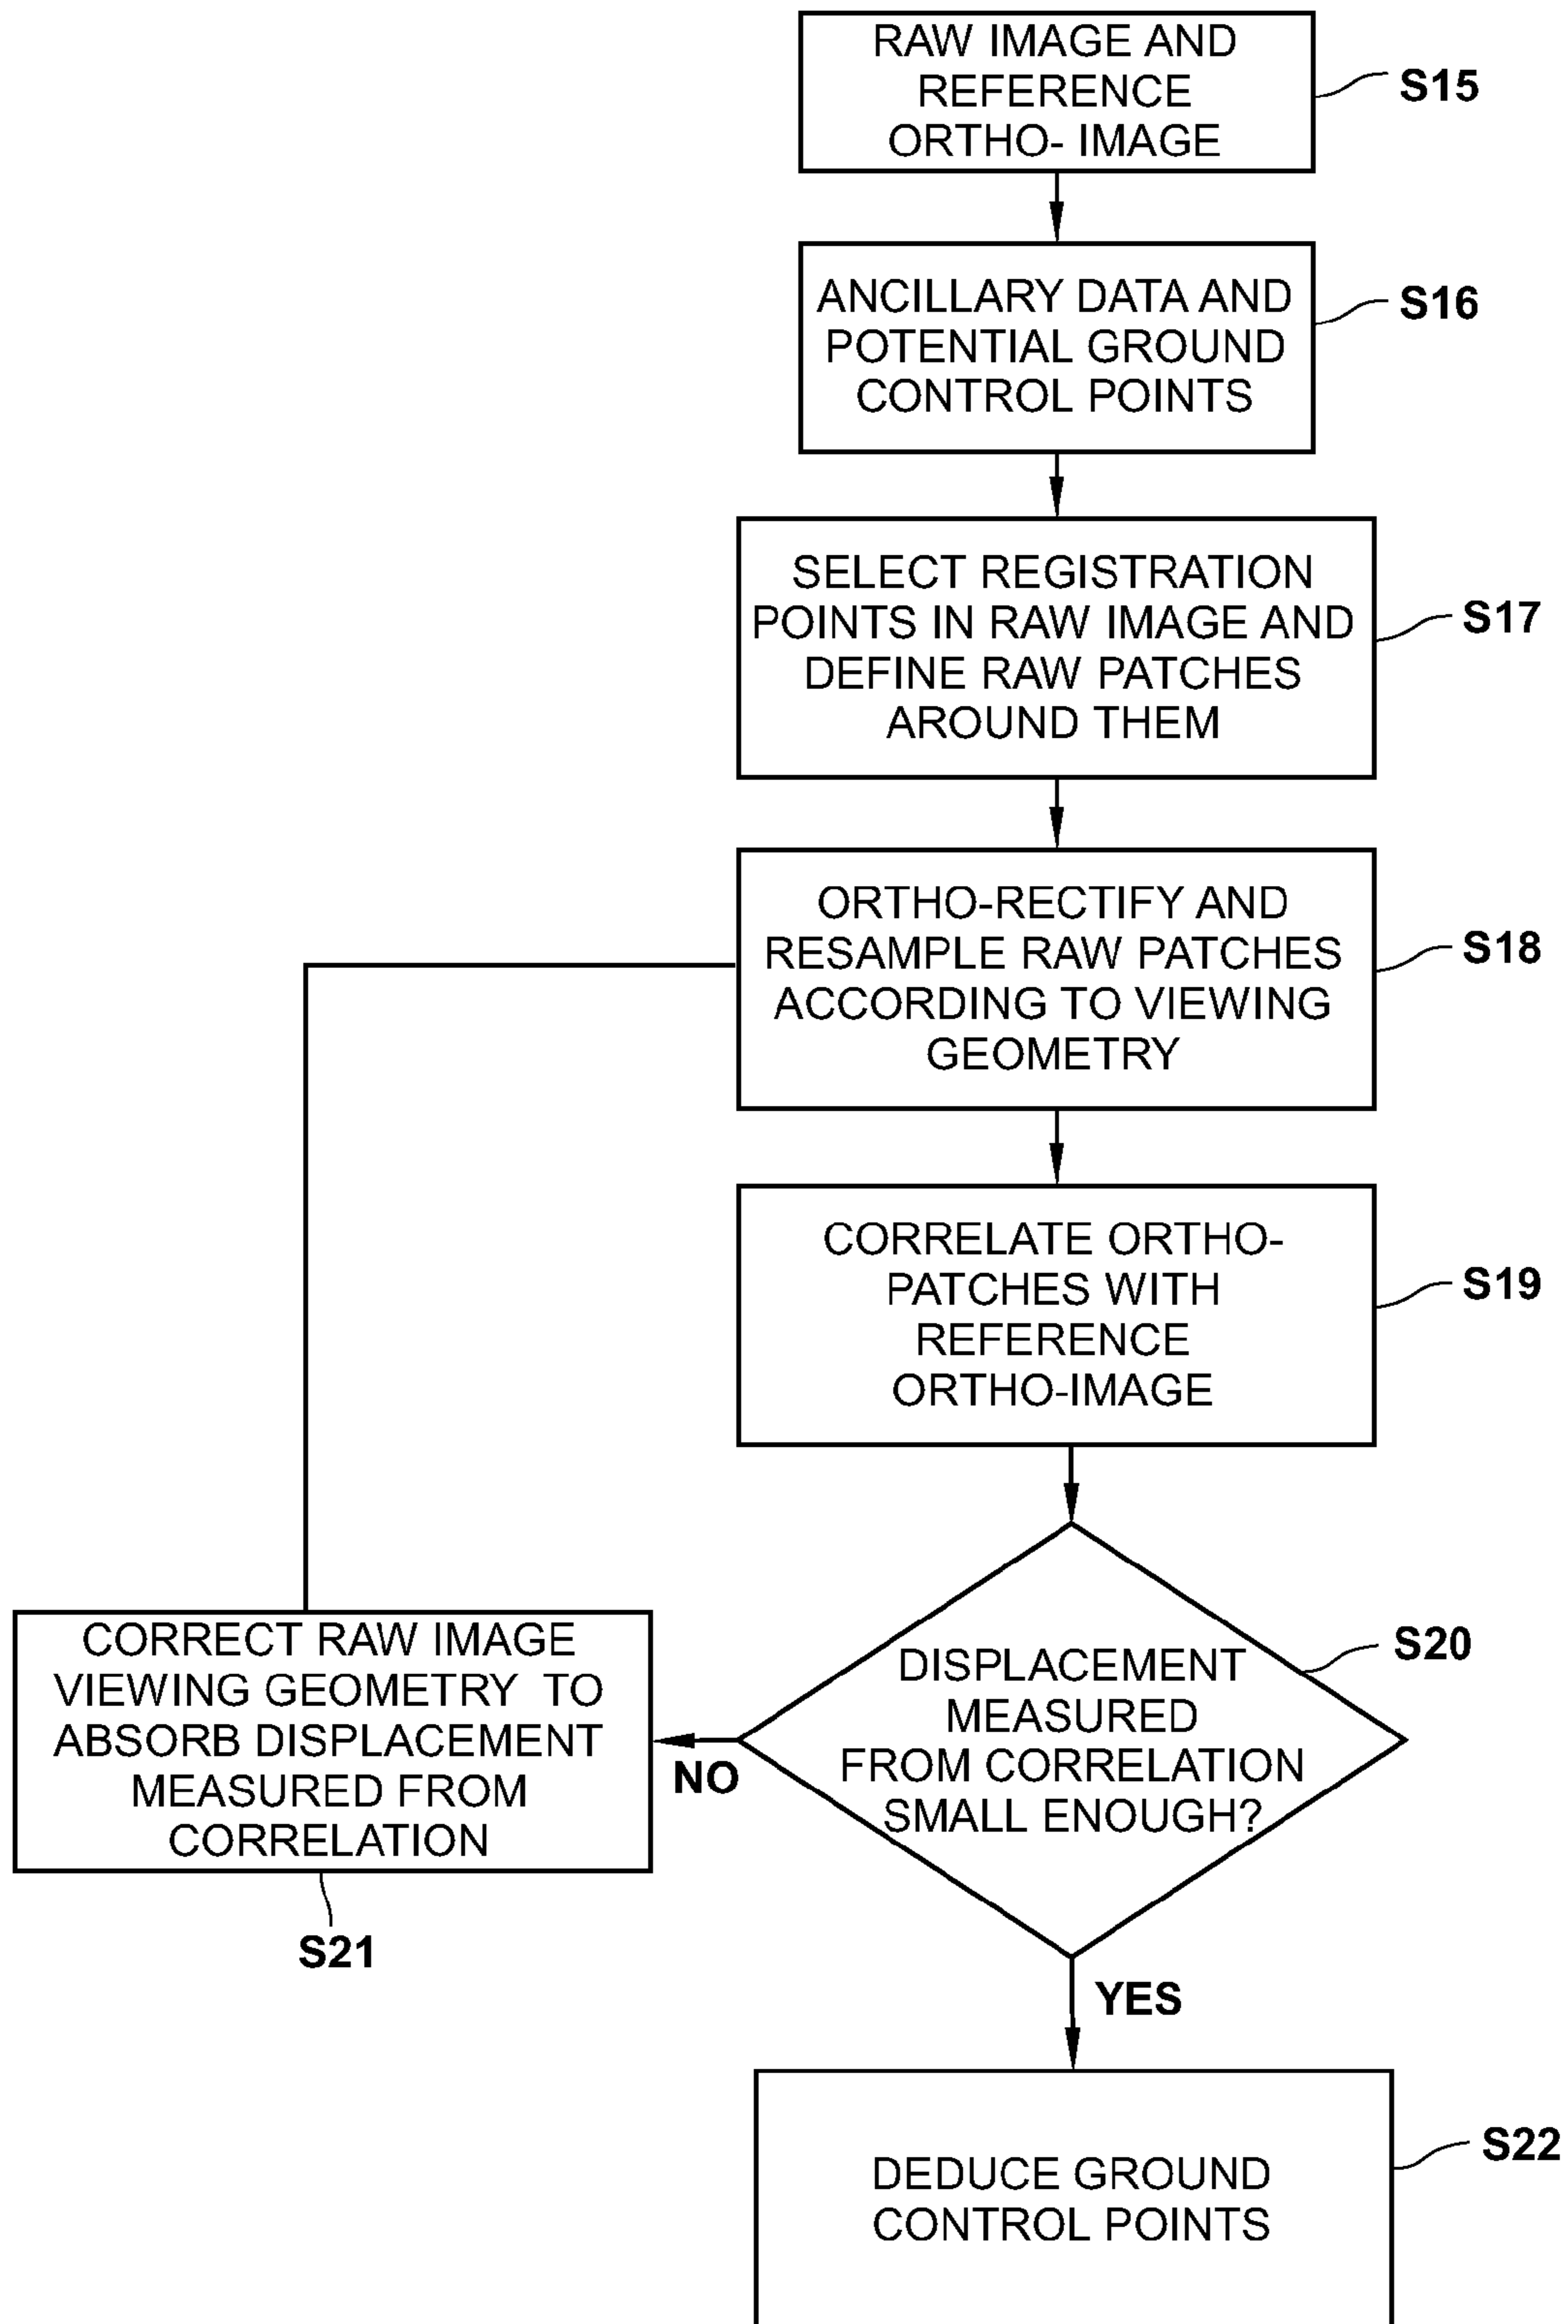 RAW IMAGE AND
REFERENCE
ORTHO- IMAGE
S15
ANCILLARY DATA AND
POTENTIAL GROUND
CONTROL POINTS
S16
SELECT REGISTRATION
POINTS IN RAW IMAGE AND
DEFINE RAW PATCHES
AROUND THEM
S17
ORTHO-RECTIFY AND
RESAMPLE RAW PATCHES
ACCORDING TO VIEWING
GEOMETRY
S18
CORRELATE ORTHO-
PATCHES WITH
REFERENCE
ORTHO-IMAGE
S19
DISPLACEMENT
MEASURED
FROM CORRELATION
SMALL ENOUGH?
S20
NO
CORRECT RAW IMAGE
VIEWING GEOMETRY TO
ABSORB DISPLACEMENT
MEASURED FROM
CORRELATION
S21
YES
DEDUCE GROUND
CONTROL POINTS
S22